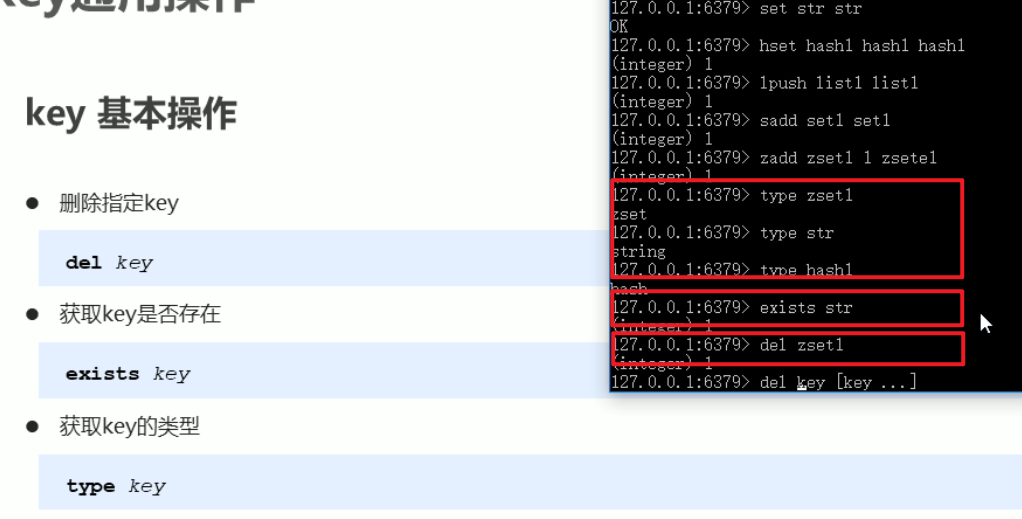 key通用操作
key 基本操作
● 删除指定key
del key
● 获取key是否存在
exists key
● 获取key的类型
type key
127.0.0.1:6379> set str str
OK
127.0.0.1:6379> hset hash1 hash1 hash1
(integer) 1
127.0.0.1:6379> lpush list1 list1
(integer) 1
127.0.0.1:6379> sadd set1 set1
(integer) 1
127.0.0.1:6379> zadd zset1 1 zsete1
(integer) 1
127.0.0.1:6379> type zset1
zset
127.0.0.1:6379> type str
string
127.0.0.1:6379> type hash1
hash
127.0.0.1:6379> exists str
(integer) 1
127.0.0.1:6379> del zset1
(integer) 1
127.0.0.1:6379> del key [key ...]